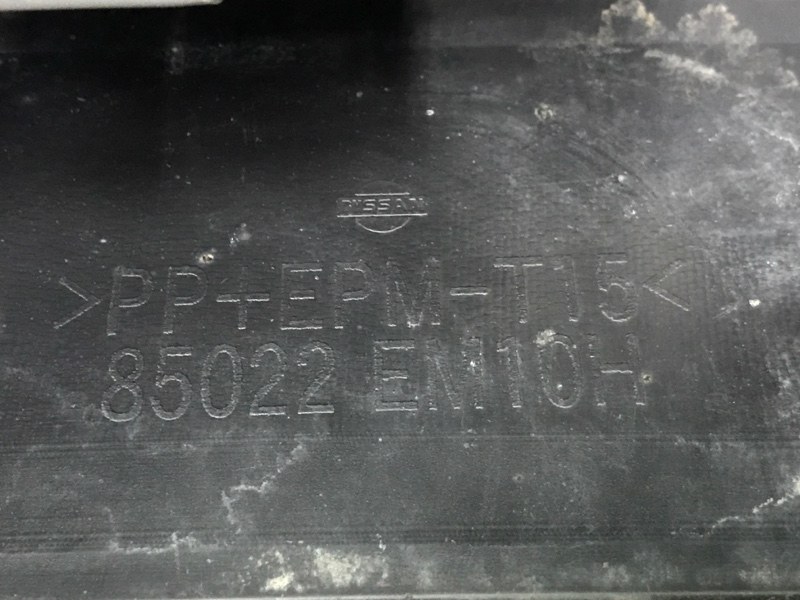 NISSAN
>PP+EPM-T15<
85022 EM10H